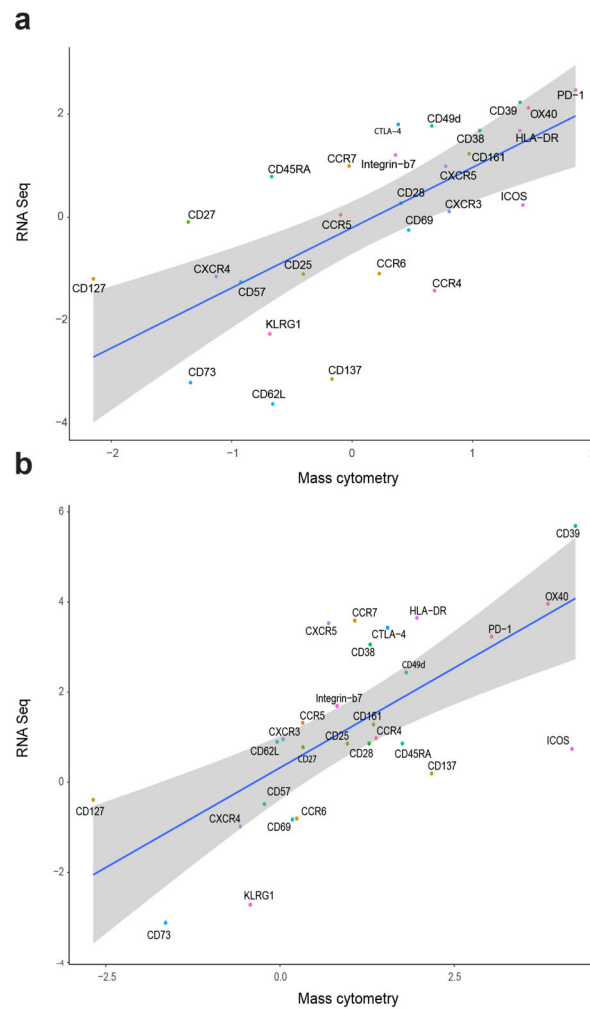 a
PD-1
CD39
OX40
CD49d
CTLA-4
CD38
HLA-DR
CCR7
Integrin-b7
CD161
CD45RA
CXCR5
ICOS
CD28
CXCR3
CD27
CCR5
CD69
CXCR4
CD25
CCR6
CD127
CD57
CCR4
KLRG1
CD73
CD137
CD62L
2
0
-2
-4
RNA Seq
-2
-1
0
1
2
Mass cytometry
b
CD39
OX40
HLA-DR
CCR7
CXCR5
CTLA-4
PD-1
CD38
CD49d
Integrin-b7
CCR5
CD161
CXCR3
CD25
CCR4
ICOS
CD62L
CD27
CD28
CD45RA
CD137
CD57
CD127
CXCR4
CCR6
CD69
KLRG1
CD73
6
4
2
0
-2
-4
RNA Seq
-2.5
0.0
2.5
Mass cytometry